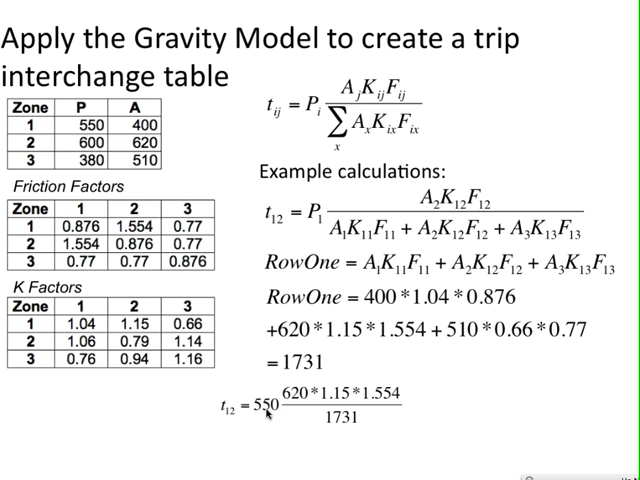 Apply the Gravity Model to create a trip
interchange table
Zone P A
1 550 400
2 600 620
3 380 510
Friction Factors
Zone 1 2 3
1 0.876 1.554 0.77
2 1.554 0.876 0.77
3 0.77 0.77 0.876
K Factors
Zone 1 2 3
1 1.04 1.15 0.66
2 1.06 0.79 1.14
3 0.76 0.94 1.16
t_ij = P_i A_j K_ij F_ij / ∑_x A_x K_ix F_ix
Example calculations:
t_12 = P_1 A_2 K_12 F_12 / A_1 K_11 F_11 + A_2 K_12 F_12 + A_3 K_13 F_13
RowOne = A_1 K_11 F_11 + A_2 K_12 F_12 + A_3 K_13 F_13
RowOne = 400 * 1.04 * 0.876
+620 * 1.15 * 1.554 + 510 * 0.66 * 0.77
= 1731
t_12 = 550 620 * 1.15 * 1.554 / 1731